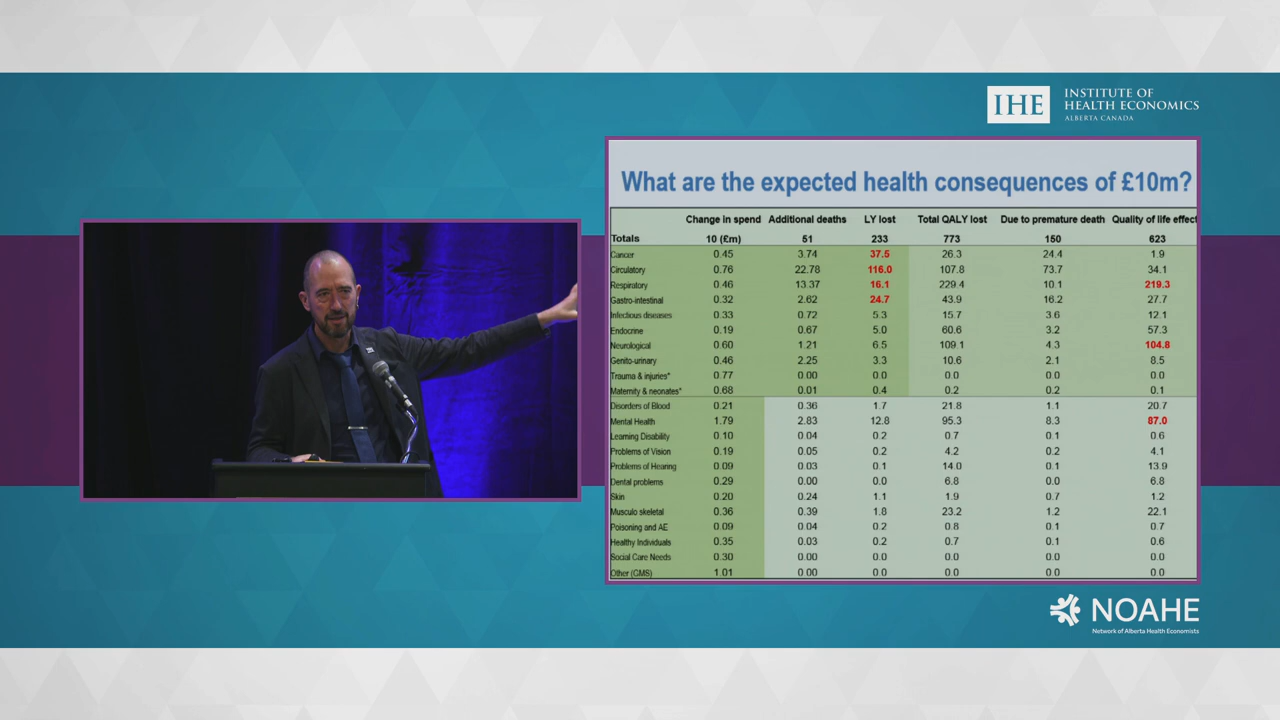 IHE
INSTITUTE OF
HEALTH ECONOMICS
ALBERTA CANADA
What are the expected health consequences of £10m?
Change in spend Additional deaths LY lost Total QALY lost Due to premature death Quality of life effect
Totals 10 (£m) 51 233 773 150 623
Cancer 0.45 3.74 37.5 26.3 24.4 1.9
Circulatory 0.76 22.78 116.0 107.8 73.7 34.1
Respiratory 0.46 13.37 16.1 229.4 10.1 219.3
Gastro-intestinal 0.32 2.62 24.7 43.9 16.2 27.7
Infectious diseases 0.33 0.72 5.3 15.7 3.6 12.1
Endocrine 0.19 0.67 5.0 60.6 3.2 57.3
Neurological 0.60 1.21 6.5 109.1 4.3 104.8
Genito-urinary 0.46 2.25 3.3 10.6 2.1 8.5
Trauma & injuries* 0.77 0.00 0.0 0.0 0.0 0.0
Maternity & neonates* 0.68 0.01 0.4 0.2 0.2 0.1
Disorders of Blood 0.21 0.36 1.7 21.8 1.1 20.7
Mental Health 1.79 2.83 12.8 95.3 8.3 87.0
Learning Disability 0.10 0.04 0.2 0.7 0.1 0.6
Problems of Vision 0.19 0.05 0.2 4.2 0.2 4.1
Problems of Hearing 0.09 0.03 0.1 14.0 0.1 13.9
Dental problems 0.29 0.00 0.0 6.8 0.0 6.8
Skin 0.20 0.24 1.1 1.9 0.7 1.2
Musculo skeletal 0.36 0.39 1.8 23.2 1.2 22.1
Poisoning and AE 0.09 0.04 0.2 0.8 0.1 0.7
Healthy Individuals 0.35 0.03 0.2 0.7 0.1 0.6
Social Care Needs 0.30 0.00 0.0 0.0 0.0 0.0
Other (GMS) 1.01 0.00 0.0 0.0 0.0 0.0
NOAHE
Network of Alberta Health Economists